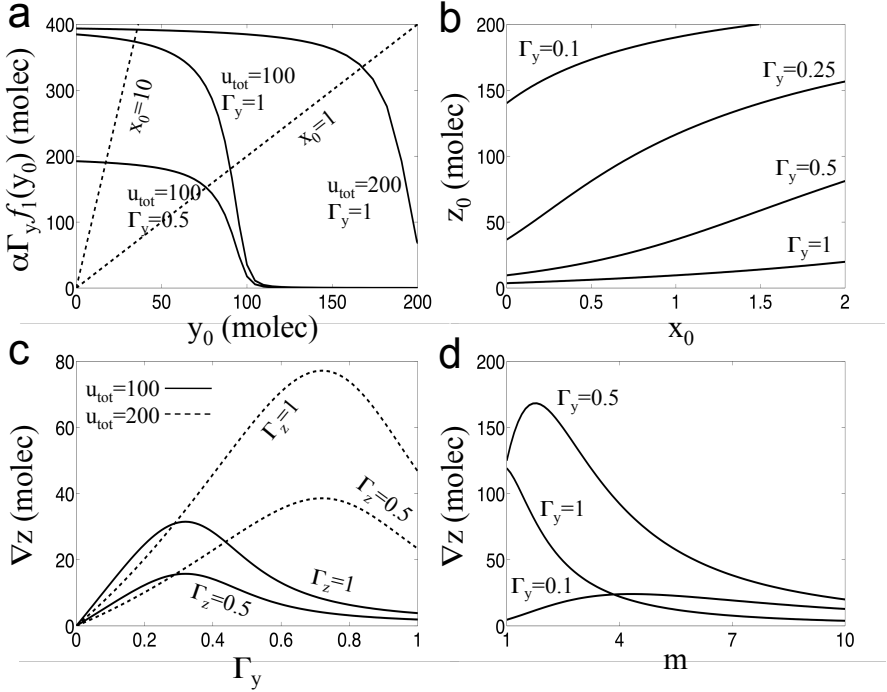 a
αΓyf1(y0) (molec)
400
300
200
100
0
0
50
100
150
200
y0 (molec)
x0=10
utot=100
Γy=1
x0=1
utot=100
Γy=0.5
utot=200
Γy=1
b
z0 (molec)
200
150
100
50
0
0
0.5
1
1.5
2
x0
Γy=0.1
Γy=0.25
Γy=0.5
Γy=1
c
∇z (molec)
80
60
40
20
0
0
0.2
0.4
0.6
0.8
1
Γy
utot=100
utot=200
Γz=1
Γz=0.5
Γz=1
Γz=0.5
d
∇z (molec)
200
150
100
50
0
1
4
7
10
m
Γy=0.5
Γy=1
Γy=0.1